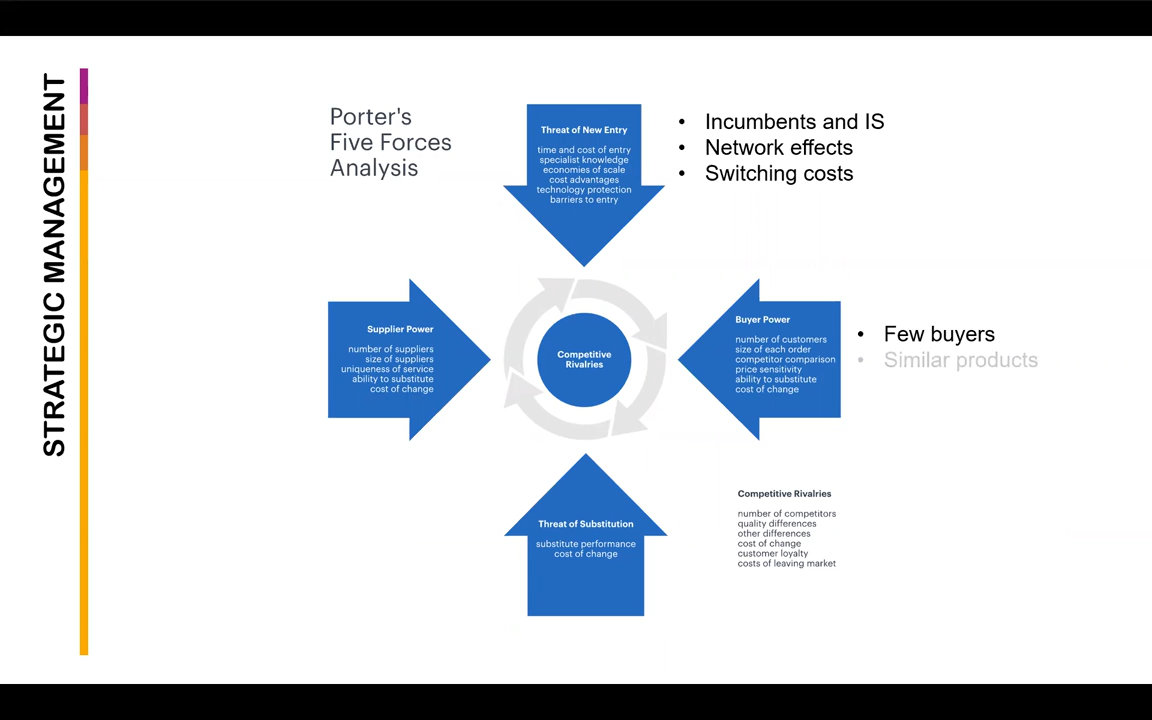 STRATEGIC MANAGEMENT
Porter's
Five Forces
Analysis
Threat of New Entry
time and cost of entry
specialist knowledge
economies of scale
cost advantages
technology protection
barriers to entry
• Incumbents and IS
• Network effects
• Switching costs
Supplier Power
number of suppliers
size of suppliers
uniqueness of service
ability to substitute
cost of change
Competitive
Rivalries
Buyer Power
number of customers
size of each order
competitor comparison
price sensitivity
ability to substitute
cost of change
• Few buyers
• Similar products
Threat of Substitution
substitute performance
cost of change
Competitive Rivalries
number of competitors
quality differences
other differences
cost of change
customer loyalty
costs of leaving market